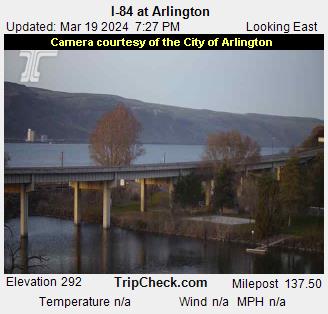 I-84 at Arlington
Updated: Mar 19 2024 7:27 PM Looking East
Camera courtesy of the City of Arlington
Elevation 292 TripCheck.com Milepost 137.50
Temperature n/a Wind n/a MPH n/a